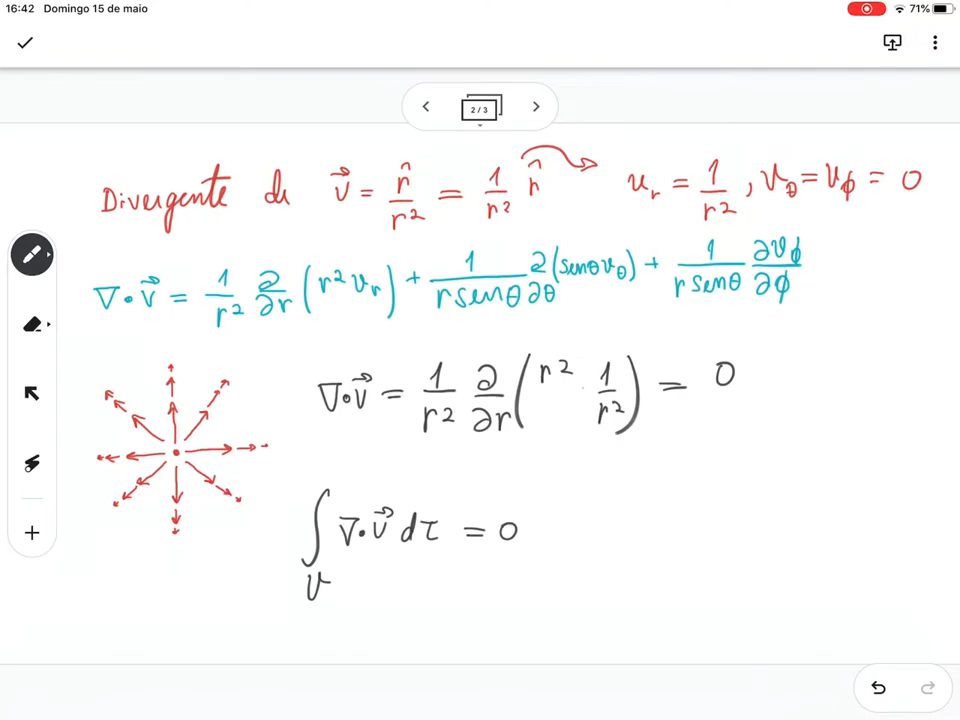 16:42 Domingo 15 de maio 71%
2 / 3
Divergente de v⃗ = r̂/r² = 1/r² r̂ → v_r = 1/r², v_θ = v_φ = 0
∇·v⃗ = 1/r² ∂/∂r (r² v_r) + 1/(r senθ) ∂/∂θ (senθ v_θ) + 1/(r senθ) ∂v_φ/∂φ
∇·v⃗ = 1/r² ∂/∂r (r² · 1/r²) = 0
∫_V ∇·v⃗ dτ = 0